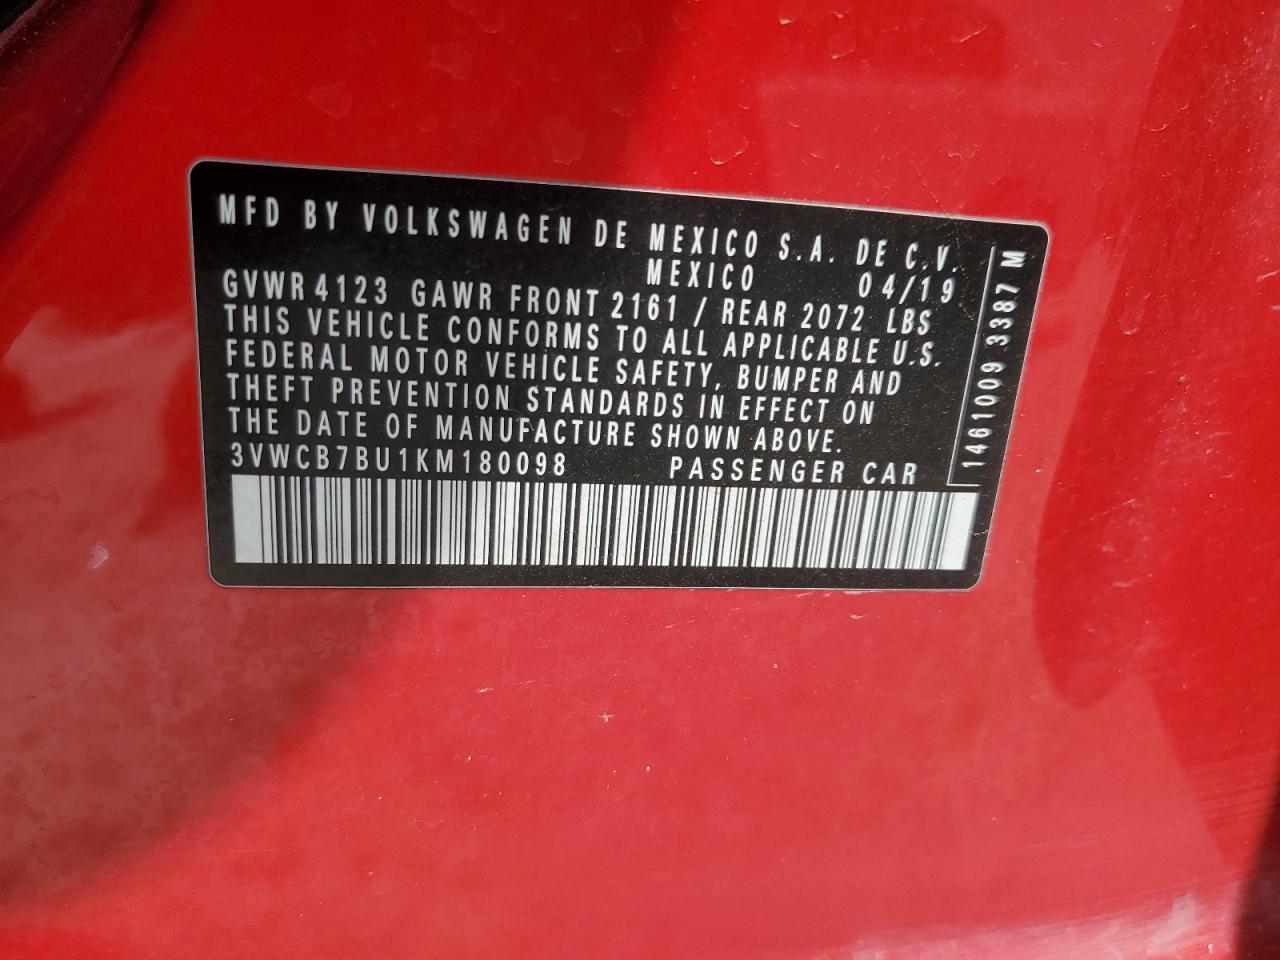 MFD BY VOLKSWAGEN DE MEXICO S.A. DE C.V.
MEXICO 04/19
GVWR 4123 GAWR FRONT 2161 / REAR 2072 LBS
THIS VEHICLE CONFORMS TO ALL APPLICABLE U.S.
FEDERAL MOTOR VEHICLE SAFETY, BUMPER AND
THEFT PREVENTION STANDARDS IN EFFECT ON
THE DATE OF MANUFACTURE SHOWN ABOVE.
3VWCB7BU1KM180098 PASSENGER CAR
1461009 3387 M